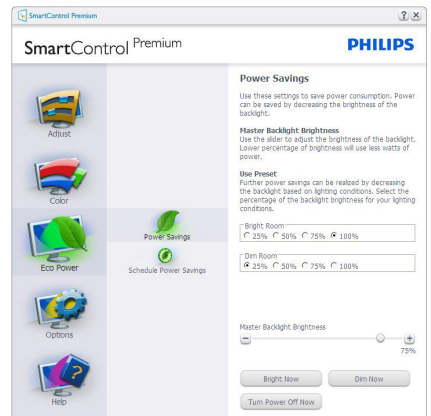 SmartControl Premium
? ×
SmartControl Premium
PHILIPS
Adjust
Color
Eco Power
Options
Help
Power Savings
Schedule Power Savings
Power Savings
Use these settings to save power consumption. Power
can be saved by decreasing the brightness of the
backlight.
Master Backlight Brightness
Use the slider to adjust the brightness of the backlight.
Lower percentage of brightness will use less watts of
power.
Use Preset
Further power savings can be realized by decreasing
the backlight based on lighting conditions. Select the
percentage of the backlight brightness for your lighting
conditions.
Bright Room
25% 50% 75% 100%
Dim Room
25% 50% 75% 100%
Master Backlight Brightness
75%
Bright Now Dim Now
Turn Power Off Now